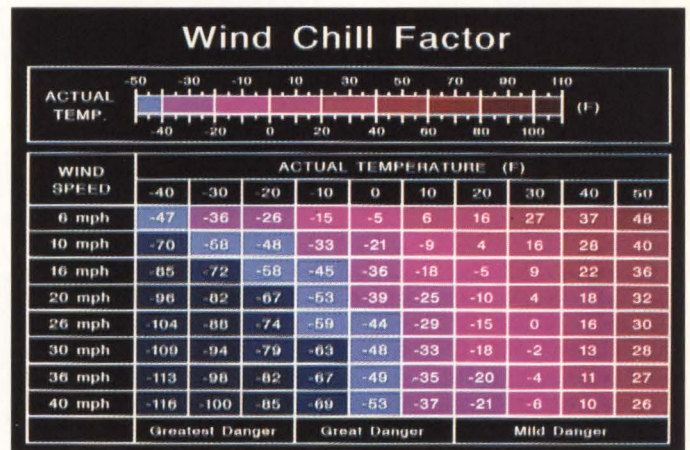 Wind Chill Factor
-50 -30 -10 10 30 50 70 90 110
ACTUAL TEMP. (F)
-40 -20 0 20 40 60 80 100
WIND SPEED ACTUAL TEMPERATURE (F)
-40 -30 -20 -10 0 10 20 30 40 50
6 mph -47 -36 -26 -15 -5 6 16 27 37 48
10 mph -70 -58 -48 -33 -21 -9 4 16 28 40
16 mph -85 -72 -58 -45 -36 -18 -5 9 22 36
20 mph -96 -82 -67 -53 -39 -25 -10 4 18 32
26 mph -104 -88 -74 -59 -44 -29 -15 0 16 30
30 mph -109 -94 -79 -63 -48 -33 -18 -2 13 28
36 mph -113 -98 -82 -67 -49 -35 -20 -4 11 27
40 mph -116 -100 -85 -69 -53 -37 -21 -6 10 26
Greatest Danger Great Danger Mild Danger